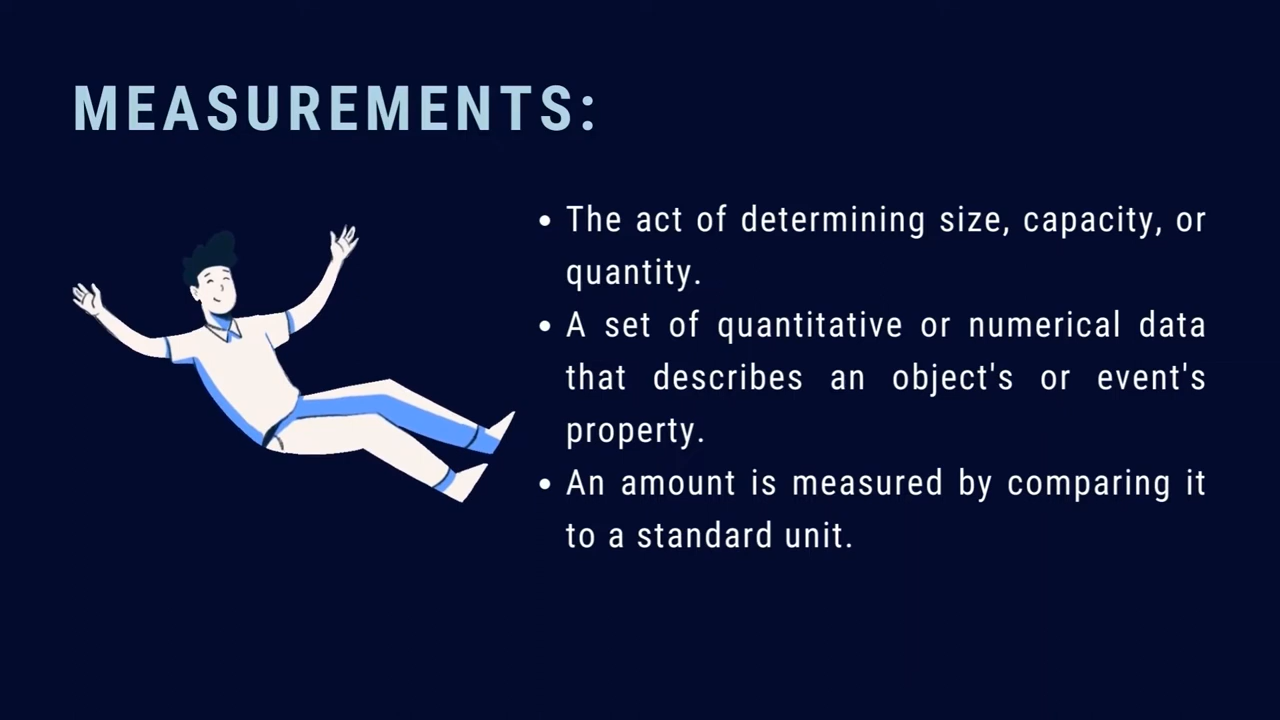 MEASUREMENTS:
• The act of determining size, capacity, or
quantity.
• A set of quantitative or numerical data
that describes an object's or event's
property.
• An amount is measured by comparing it
to a standard unit.